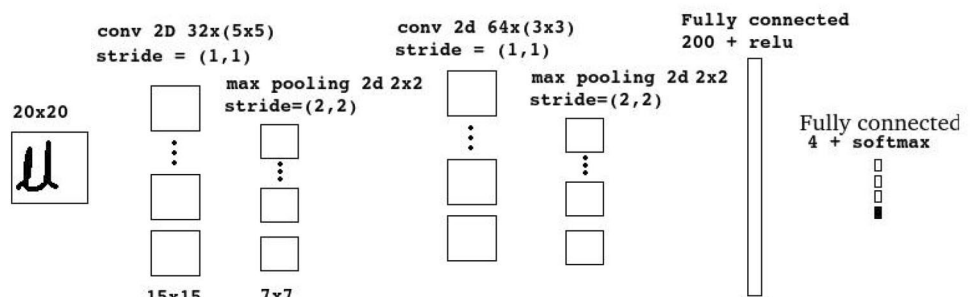 20x20
conv 2D 32x(5x5)
stride = (1,1)
15x15
max pooling 2d 2x2
stride=(2,2)
7x7
conv 2d 64x(3x3)
stride = (1,1)
max pooling 2d 2x2
stride=(2,2)
Fully connected
200 + relu
Fully connected
4 + softmax